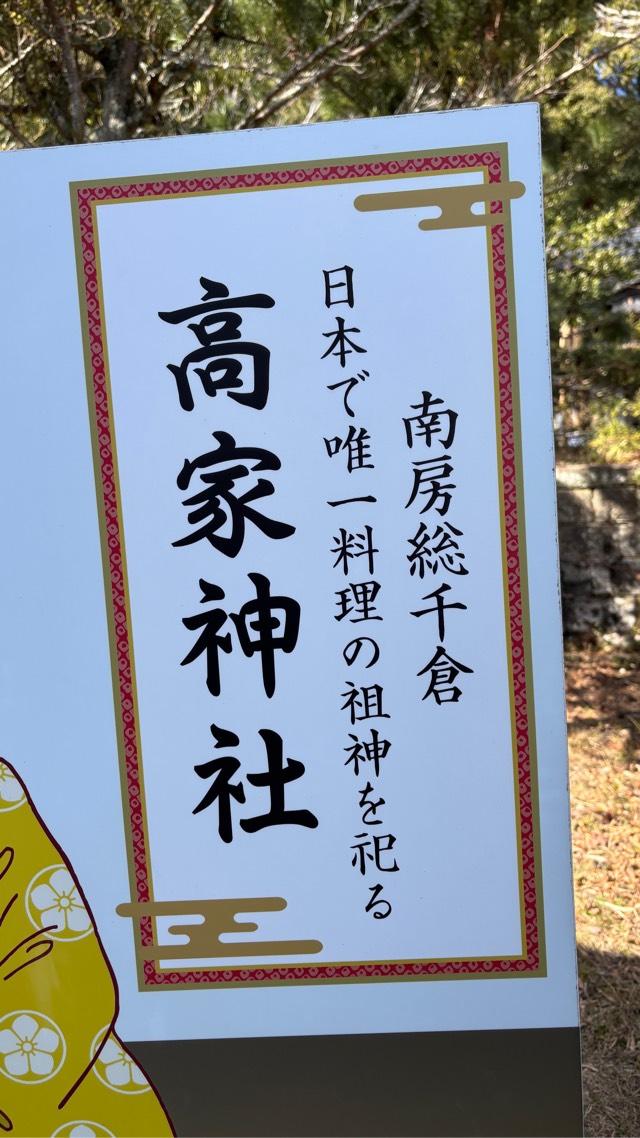 南房総千倉
日本で唯一料理の祖神を祀る
高家神社